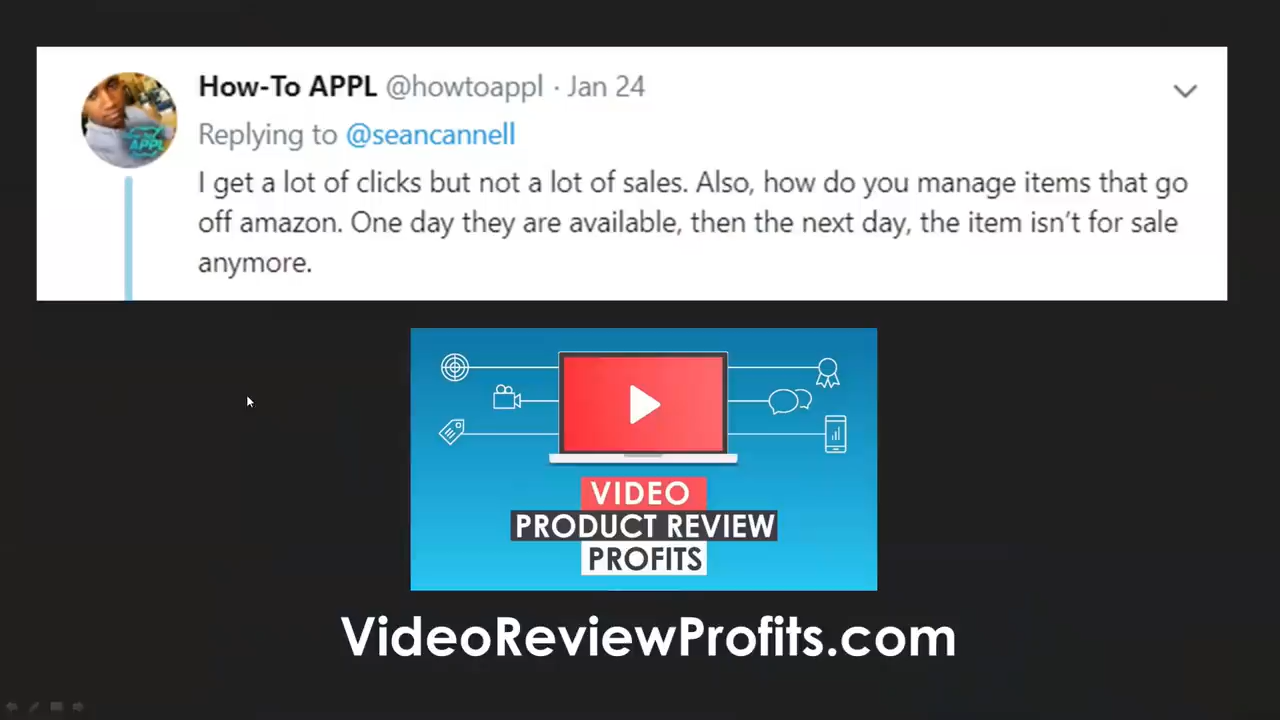 How-To APPL @howtoappl · Jan 24
Replying to @seancannell
I get a lot of clicks but not a lot of sales. Also, how do you manage items that go
off amazon. One day they are available, then the next day, the item isn’t for sale
anymore.
APPL
VIDEO
PRODUCT REVIEW
PROFITS
VideoReviewProfits.com